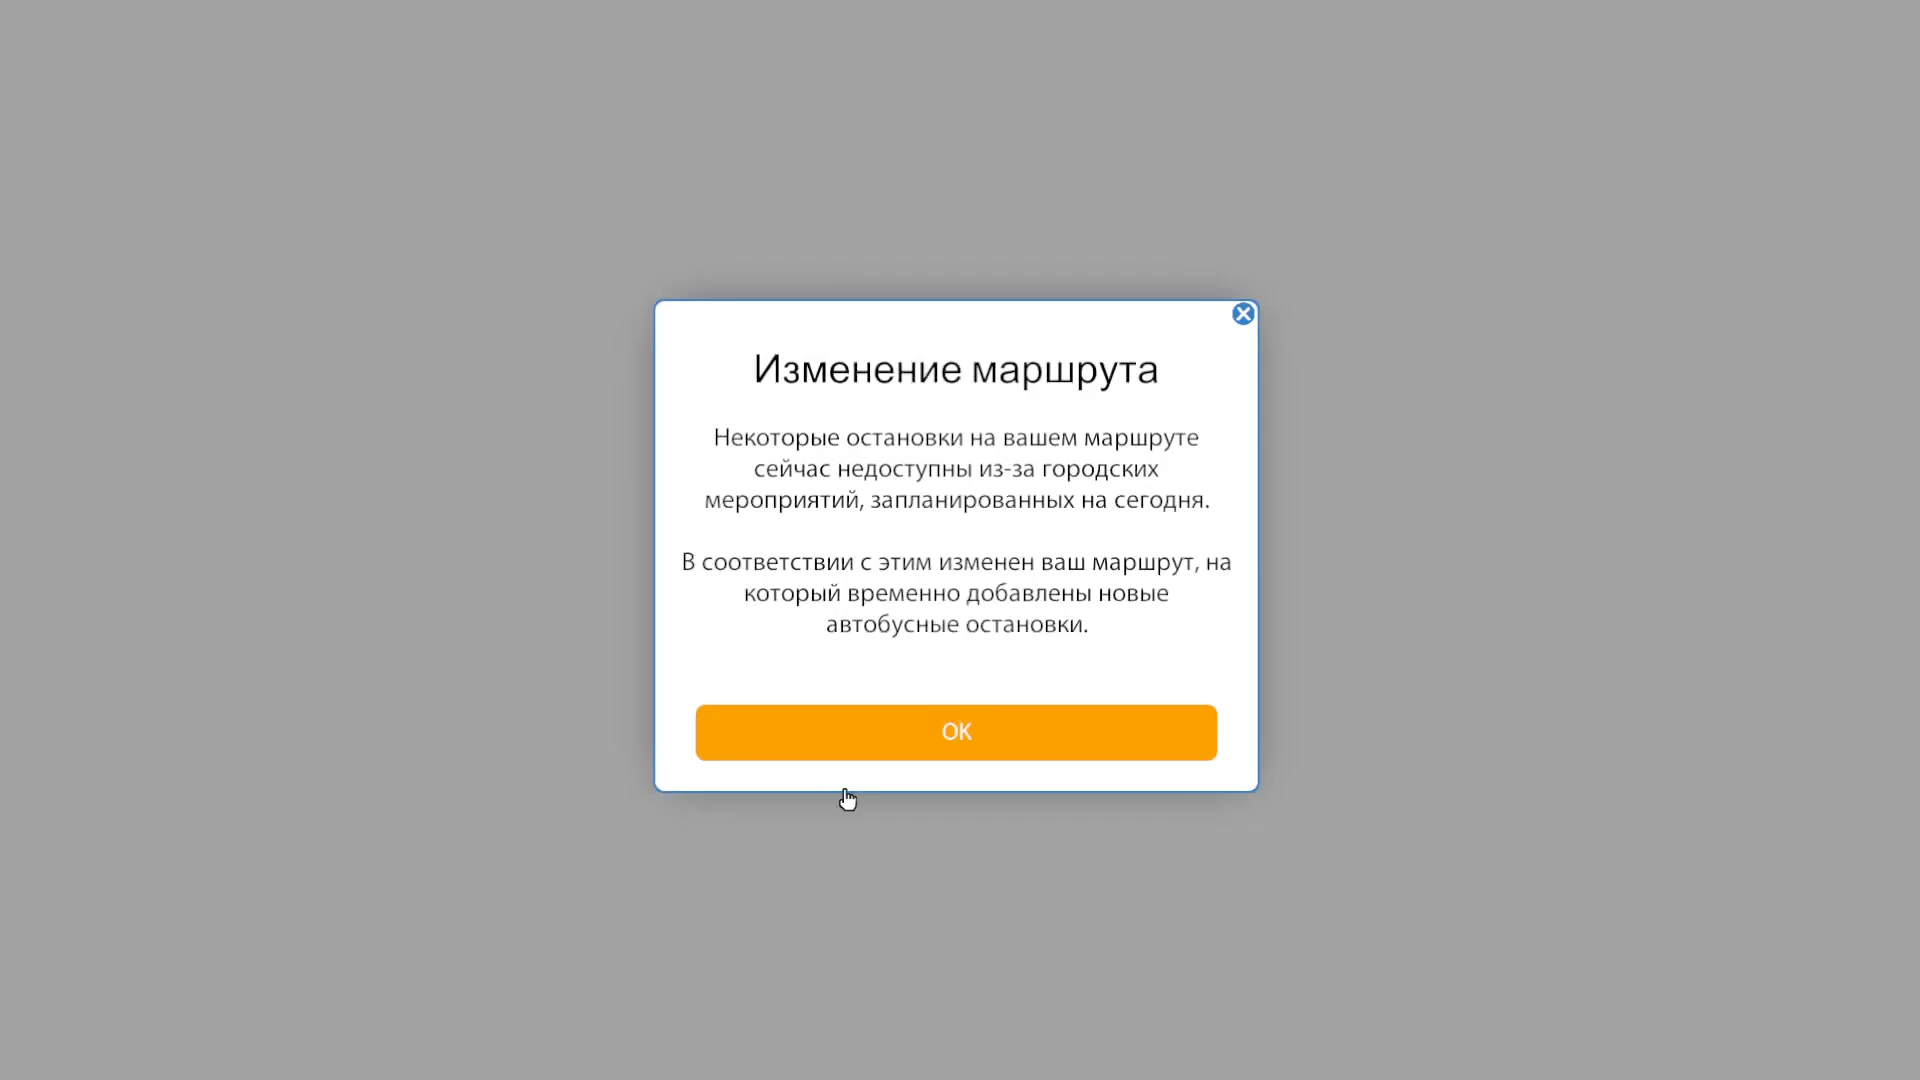 Изменение маршрута
Некоторые остановки на вашем маршруте
сейчас недоступны из-за городских
мероприятий, запланированных на сегодня.
В соответствии с этим изменен ваш маршрут, на
который временно добавлены новые
автобусные остановки.
OK